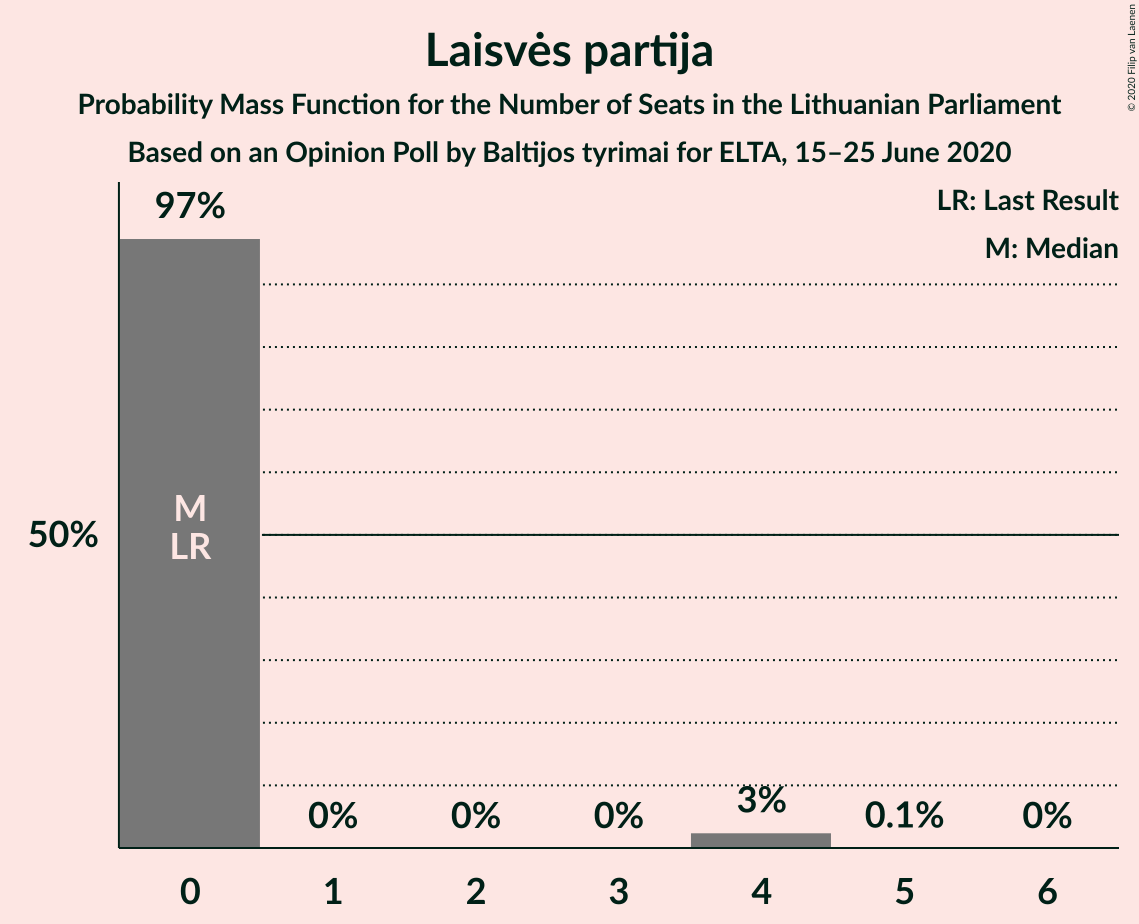 Laisvės partija
Probability Mass Function for the Number of Seats in the Lithuanian Parliament
Based on an Opinion Poll by Baltijos tyrimai for ELTA, 15–25 June 2020
© 2020 Filip van Laenen
LR: Last Result
M: Median
97%
M
LR
50%
0%
0%
0%
3%
0.1%
0%
0
1
2
3
4
5
6